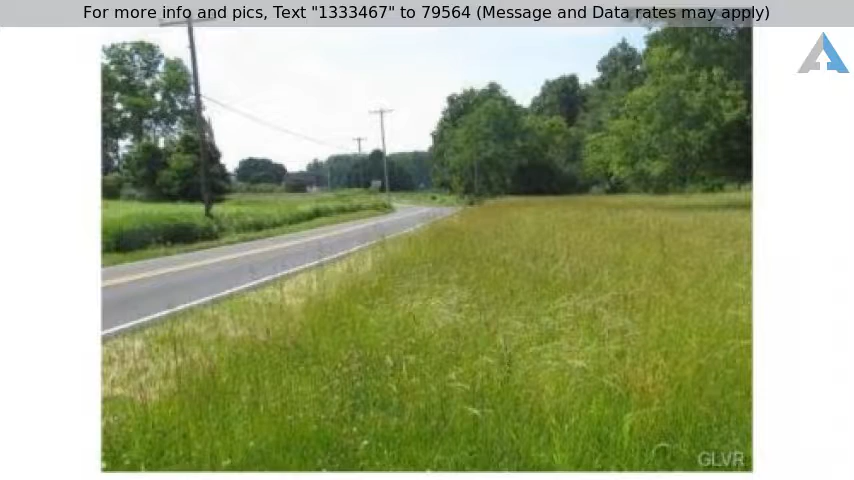 For more info and pics, Text "1333467" to 79564 (Message and Data rates may apply)
GLVR